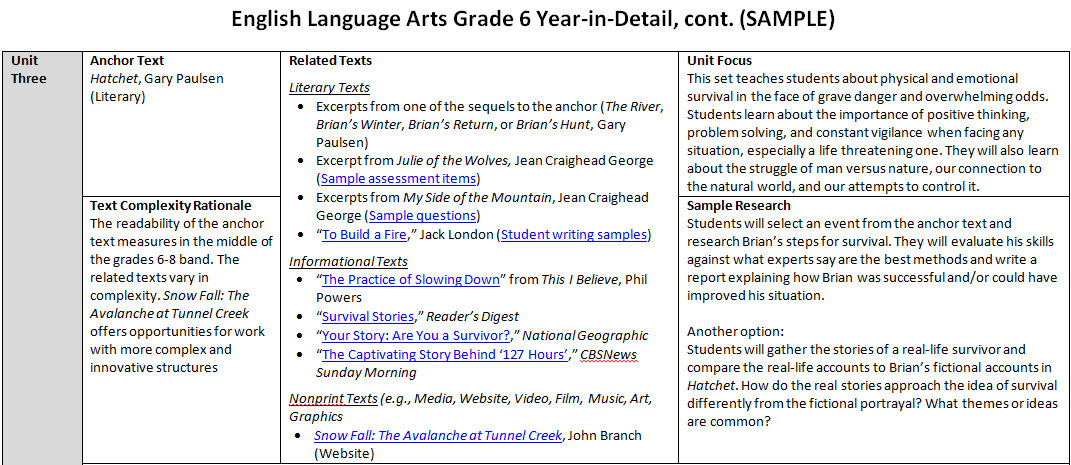 English Language Arts Grade 6 Year-in-Detail, cont. (SAMPLE)
Unit
Three
Anchor Text
Hatchet, Gary Paulsen
(Literary)
Text Complexity Rationale
The readability of the anchor
text measures in the middle of
the grades 6-8 band. The
related texts vary in
complexity. Snow Fall: The
Avalanche at Tunnel Creek
offers opportunities for work
with more complex and
innovative structures
Related Texts
Literary Texts
• Excerpts from one of the sequels to the anchor (The River,
Brian's Winter, Brian's Return, or Brian's Hunt, Gary
Paulsen)
• Excerpt from Julie of the Wolves, Jean Craighead George
(Sample assessment items)
• Excerpts from My Side of the Mountain, Jean Craighead
George (Sample questions)
• "To Build a Fire," Jack London (Student writing samples)
Informational Texts
• "The Practice of Slowing Down" from This I Believe, Phil
Powers
• "Survival Stories," Reader's Digest
• "Your Story: Are You a Survivor?," National Geographic
• "The Captivating Story Behind '127 Hours'," CBSNews
Sunday Morning
Nonprint Texts (e.g., Media, Website, Video, Film, Music, Art,
Graphics
• Snow Fall: The Avalanche at Tunnel Creek, John Branch
(Website)
Unit Focus
This set teaches students about physical and emotional
survival in the face of grave danger and overwhelming odds.
Students learn about the importance of positive thinking,
problem solving, and constant vigilance when facing any
situation, especially a life threatening one. They will also learn
about the struggle of man versus nature, our connection to
the natural world, and our attempts to control it.
Sample Research
Students will select an event from the anchor text and
research Brian's steps for survival. They will evaluate his skills
against what experts say are the best methods and write a
report explaining how Brian was successful and/or could have
improved his situation.
Another option:
Students will gather the stories of a real-life survivor and
compare the real-life accounts to Brian's fictional accounts in
Hatchet. How do the real stories approach the idea of survival
differently from the fictional portrayal? What themes or ideas
are common?